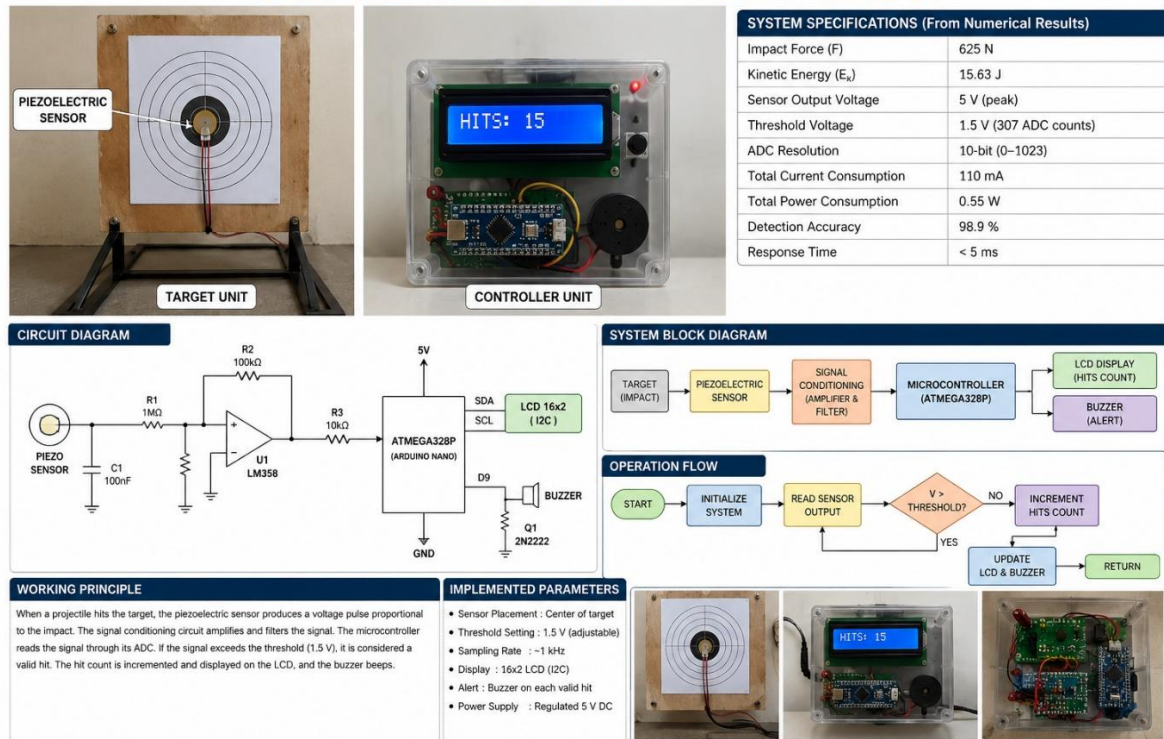 PIEZOELECTRIC
SENSOR
TARGET UNIT
HITS: 15
CONTROLLER UNIT
SYSTEM SPECIFICATIONS (From Numerical Results)
Impact Force (F) 625 N
Kinetic Energy (Eₖ) 15.63 J
Sensor Output Voltage 5 V (peak)
Threshold Voltage 1.5 V (307 ADC counts)
ADC Resolution 10-bit (0–1023)
Total Current Consumption 110 mA
Total Power Consumption 0.55 W
Detection Accuracy 98.9 %
Response Time < 5 ms
CIRCUIT DIAGRAM
R2
100kΩ
R1
1MΩ
PIEZO
SENSOR
C1
100nF
+
−
U1
LM358
R3
10kΩ
5V
ATMEGA328P
(ARDUINO NANO)
SDA
SCL
LCD 16x2
( I2C)
D9
BUZZER
Q1
2N2222
GND
SYSTEM BLOCK DIAGRAM
TARGET
(IMPACT)
PIEZOELECTRIC
SENSOR
SIGNAL
CONDITIONING
(AMPLIFIER &
FILTER)
MICROCONTROLLER
(ATMEGA328P)
LCD DISPLAY
(HITS COUNT)
BUZZER
(ALERT)
OPERATION FLOW
START
INITIALIZE
SYSTEM
READ SENSOR
OUTPUT
V >
THRESHOLD?
NO
YES
INCREMENT
HITS COUNT
UPDATE
LCD & BUZZER
RETURN
WORKING PRINCIPLE
When a projectile hits the target, the piezoelectric sensor produces a voltage pulse proportional
to the impact. The signal conditioning circuit amplifies and filters the signal. The microcontroller
reads the signal through its ADC. If the signal exceeds the threshold (1.5 V), it is considered a
valid hit. The hit count is incremented and displayed on the LCD, and the buzzer beeps.
IMPLEMENTED PARAMETERS
• Sensor Placement : Center of target
• Threshold Setting : 1.5 V (adjustable)
• Sampling Rate : ~1 kHz
• Display : 16x2 LCD (I2C)
• Alert : Buzzer on each valid hit
• Power Supply : Regulated 5 V DC
HITS: 15